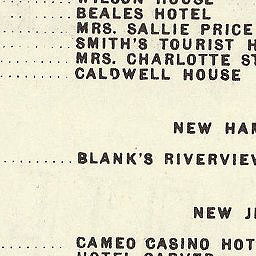 WILSON HOUSE
BEALES HOTEL
MRS. SALLIE PRICE
SMITH'S TOURIST H
MRS. CHARLOTTE ST
CALDWELL HOUSE
NEW HAM
BLANK'S RIVERVIEW
NEW JE
CAMEO CASINO HOT
HOTEL CARVER